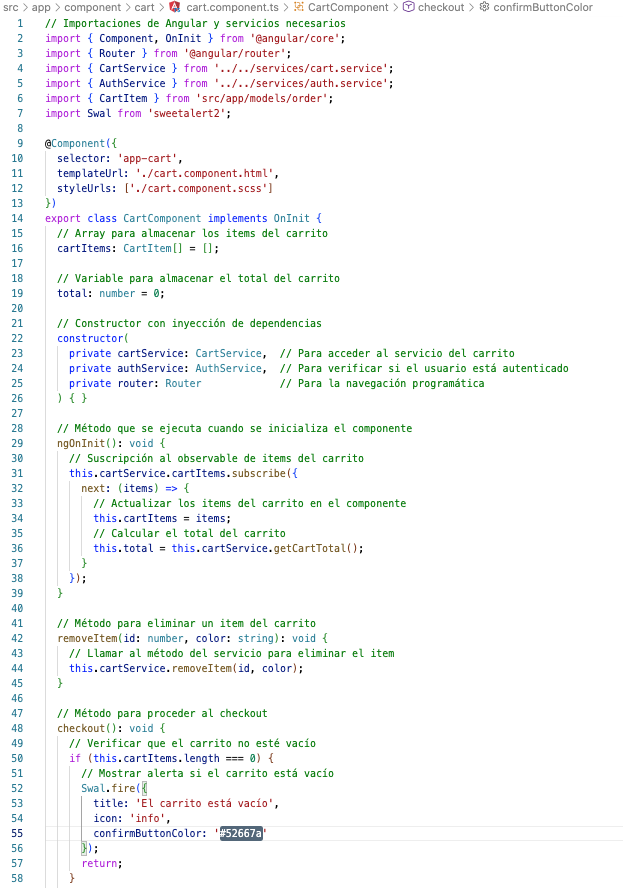 src > app > component > cart > cart.component.ts > CartComponent > checkout > confirmButtonColor
1 // Importaciones de Angular y servicios necesarios
2 import { Component, OnInit } from '@angular/core';
3 import { Router } from '@angular/router';
4 import { CartService } from '../../services/cart.service';
5 import { AuthService } from '../../services/auth.service';
6 import { CartItem } from 'src/app/models/order';
7 import Swal from 'sweetalert2';
8
9 @Component({
10   selector: 'app-cart',
11   templateUrl: './cart.component.html',
12   styleUrls: ['./cart.component.scss']
13 })
14 export class CartComponent implements OnInit {
15   // Array para almacenar los items del carrito
16   cartItems: CartItem[] = [];
17
18   // Variable para almacenar el total del carrito
19   total: number = 0;
20
21   // Constructor con inyección de dependencias
22   constructor(
23     private cartService: CartService,  // Para acceder al servicio del carrito
24     private authService: AuthService,  // Para verificar si el usuario está autenticado
25     private router: Router             // Para la navegación programática
26   ) { }
27
28   // Método que se ejecuta cuando se inicializa el componente
29   ngOnInit(): void {
30     // Suscripción al observable de items del carrito
31     this.cartService.cartItems.subscribe({
32       next: (items) => {
33         // Actualizar los items del carrito en el componente
34         this.cartItems = items;
35         // Calcular el total del carrito
36         this.total = this.cartService.getCartTotal();
37       }
38     });
39   }
40
41   // Método para eliminar un item del carrito
42   removeItem(id: number, color: string): void {
43     // Llamar al método del servicio para eliminar el item
44     this.cartService.removeItem(id, color);
45   }
46
47   // Método para proceder al checkout
48   checkout(): void {
49     // Verificar que el carrito no esté vacío
50     if (this.cartItems.length === 0) {
51       // Mostrar alerta si el carrito está vacío
52       Swal.fire({
53         title: 'El carrito está vacío',
54         icon: 'info',
55         confirmButtonColor: '#52667a'
56       });
57       return;
58     }